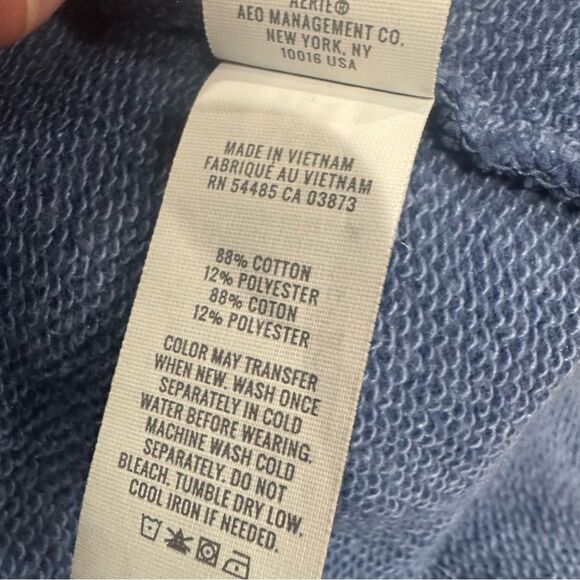 AERIE®
AEO MANAGEMENT CO.
NEW YORK, NY
10016 USA
MADE IN VIETNAM
FABRIQUÉ AU VIETNAM
RN 54485 CA 03873
88% COTTON
12% POLYESTER
88% COTON
12% POLYESTER
COLOR MAY TRANSFER
WHEN NEW. WASH ONCE
SEPARATELY IN COLD
WATER BEFORE WEARING.
MACHINE WASH COLD
SEPARATELY. DO NOT
BLEACH. TUMBLE DRY LOW.
COOL IRON IF NEEDED.